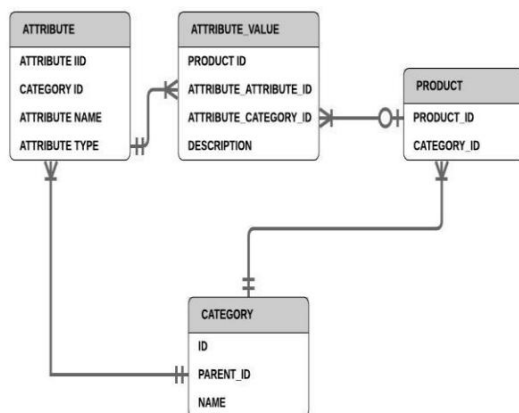 ATTRIBUTE
ATTRIBUTE IID
CATEGORY ID
ATTRIBUTE NAME
ATTRIBUTE TYPE
ATTRIBUTE_VALUE
PRODUCT ID
ATTRIBUTE_ATTRIBUTE_ID
ATTRIBUTE_CATEGORY_ID
DESCRIPTION
PRODUCT
PRODUCT_ID
CATEGORY_ID
CATEGORY
ID
PARENT_ID
NAME